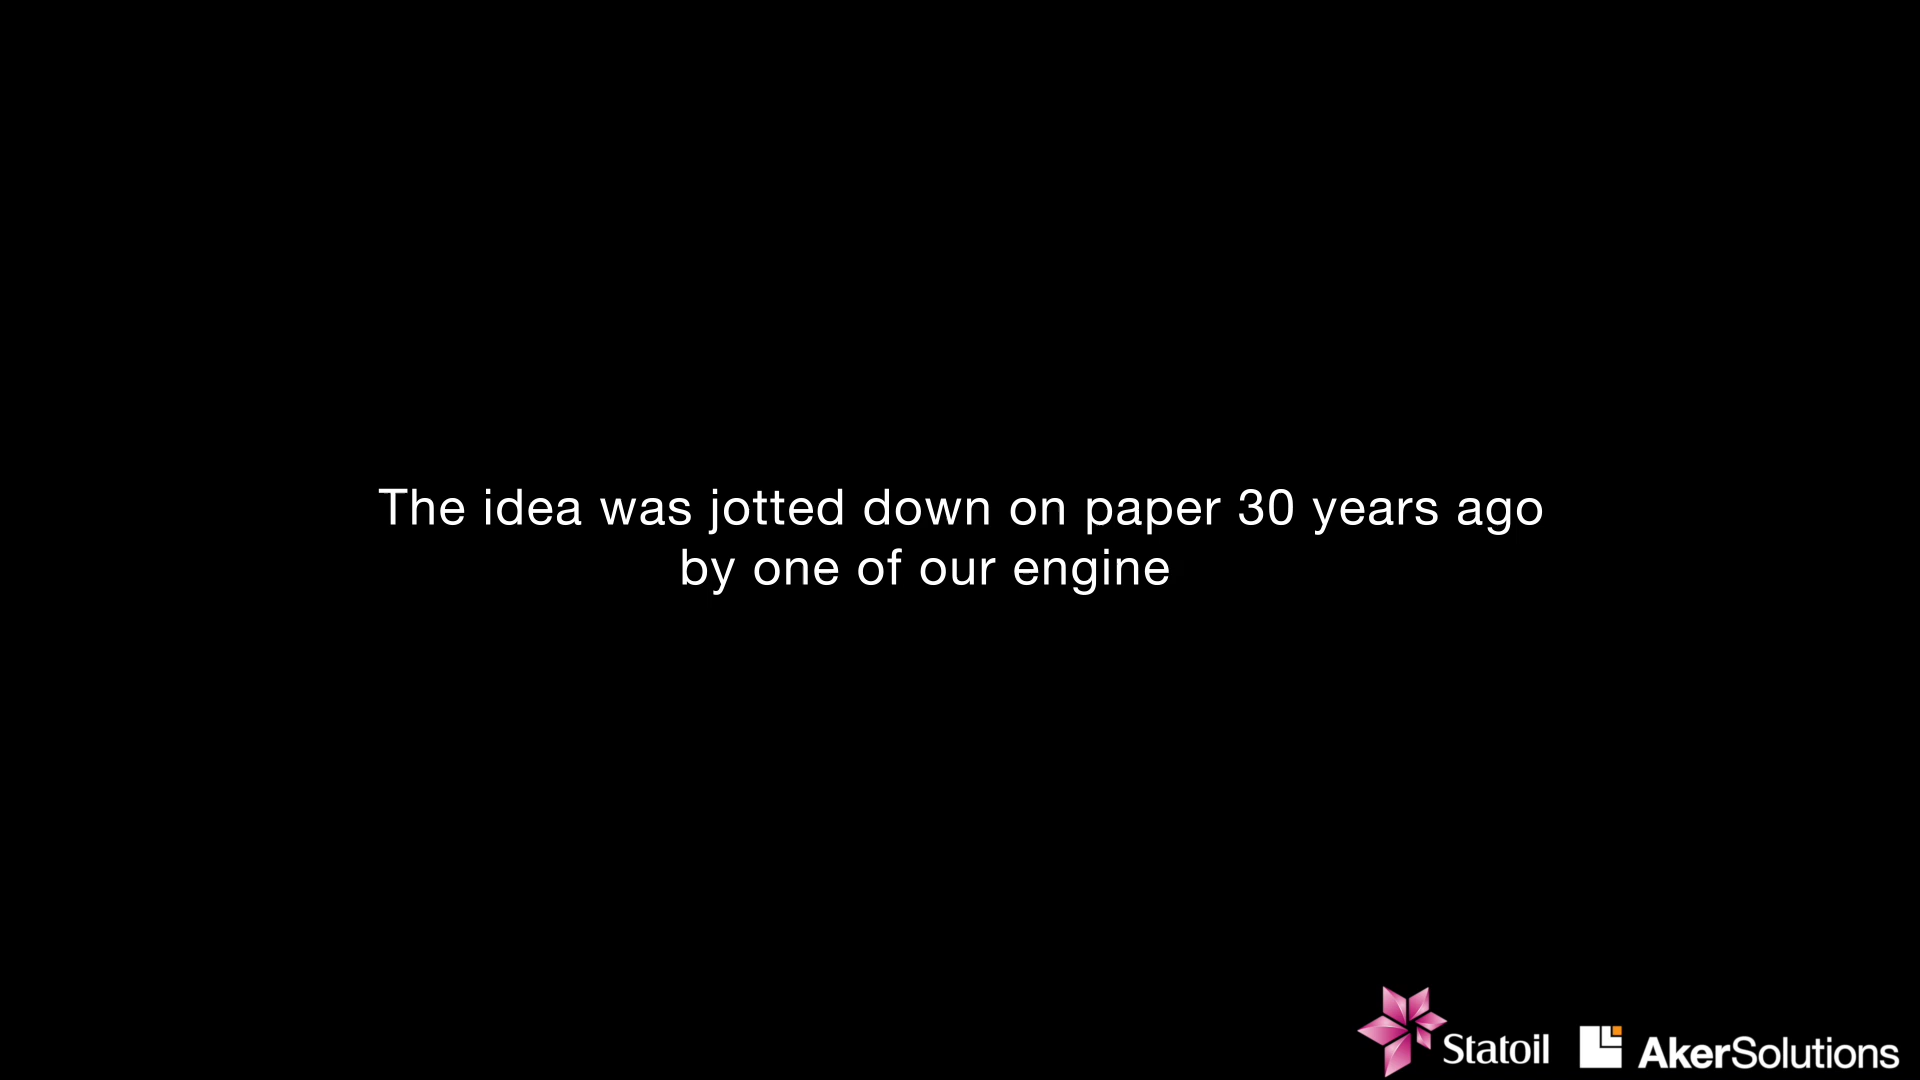 The idea was jotted down on paper 30 years ago
by one of our engine
Statoil
AkerSolutions